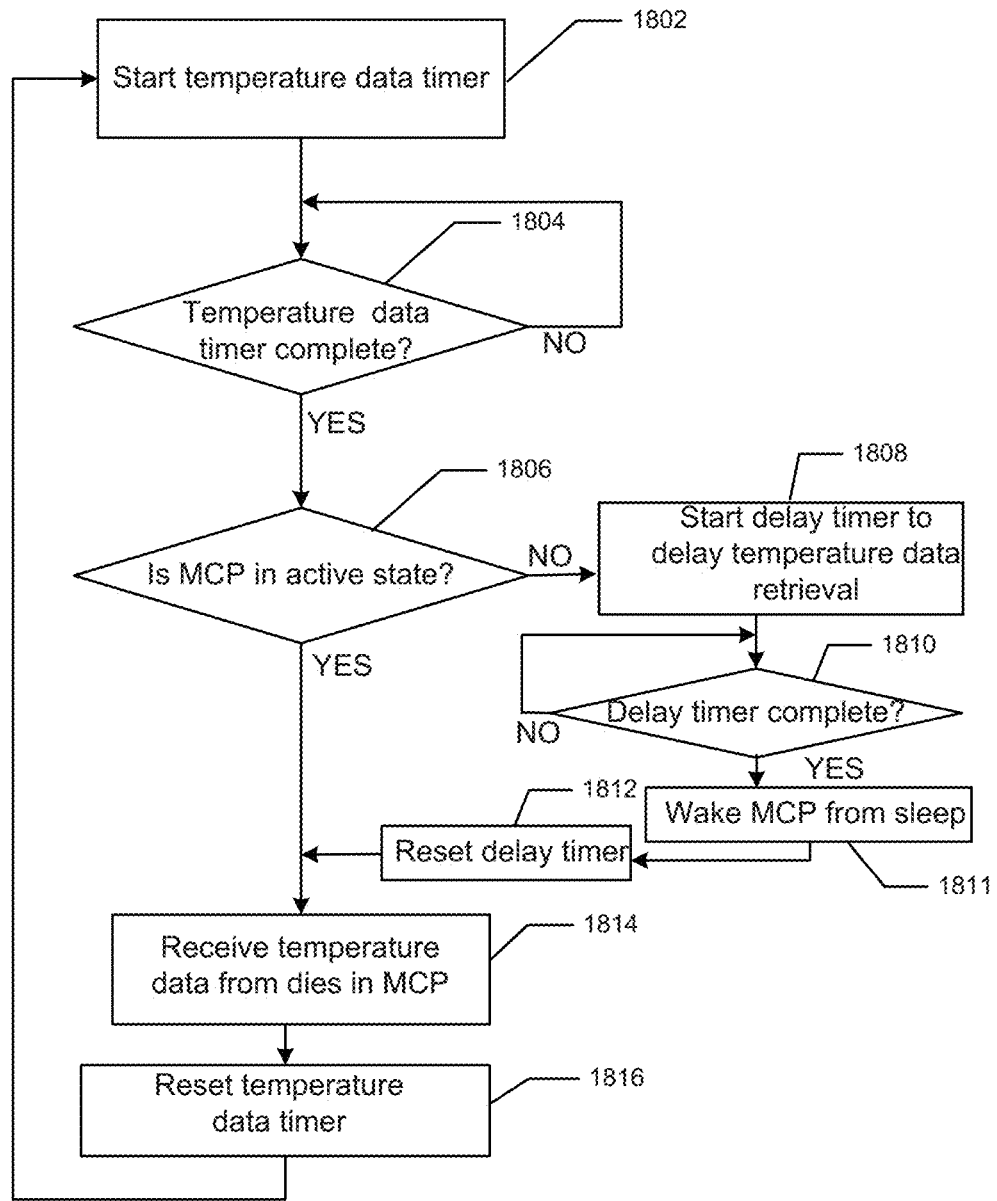 1802
Start temperature data timer
1804
Temperature data
timer complete?
NO
YES
1806
1808
Is MCP in active state?
NO
Start delay timer to
delay temperature data
retrieval
YES
1810
Delay timer complete?
NO
YES
1812
Wake MCP from sleep
Reset delay timer
1811
1814
Receive temperature
data from dies in MCP
Reset temperature
data timer
1816